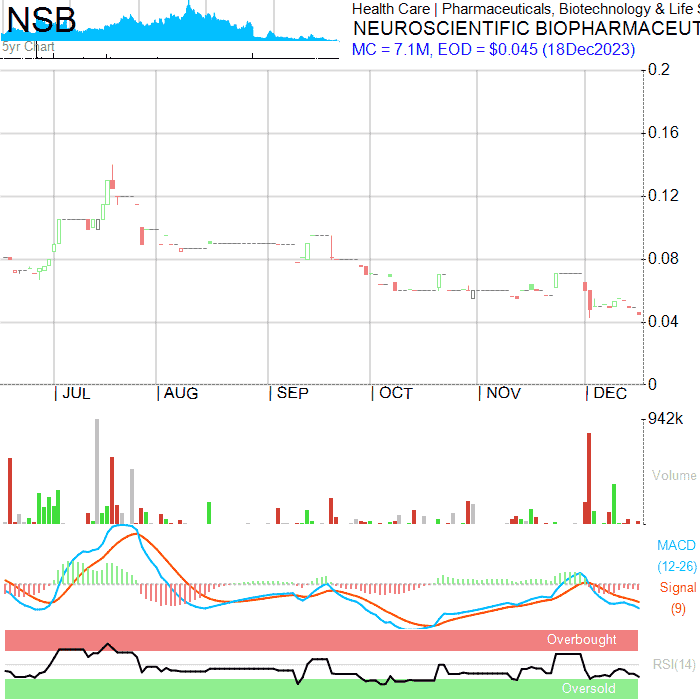 NSB
5yr Chart
Health Care | Pharmaceuticals, Biotechnology & Life S
NEUROSCIENTIFIC BIOPHARMACEUT
MC = 7.1M, EOD = $0.045 (18Dec2023)
0.2
0.16
0.12
0.08
0.04
0
JUL AUG SEP OCT NOV DEC
942k
Volume
MACD
(12-26)
Signal
(9)
Overbought
RSI(14)
Oversold